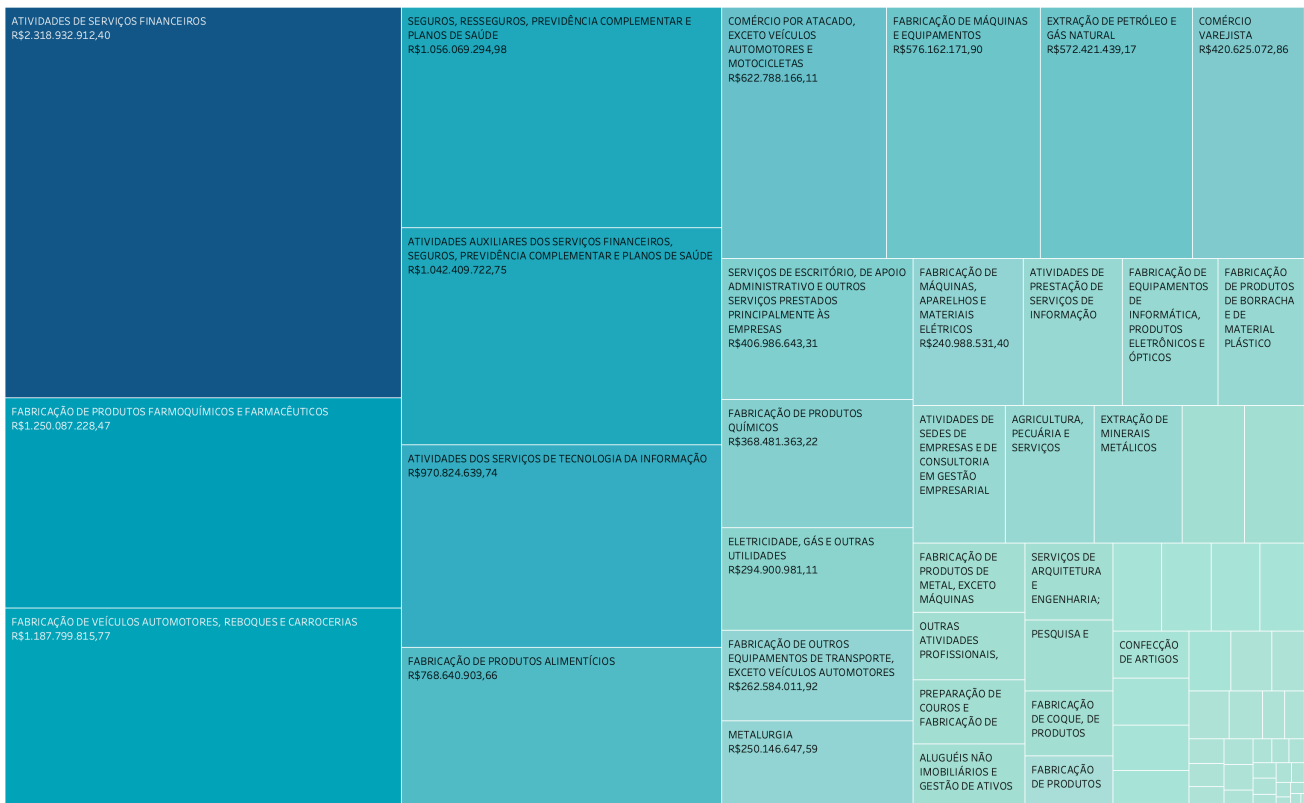 ATIVIDADES DE SERVIÇOS FINANCEIROS
R$2.318.932.912,40
FABRICAÇÃO DE PRODUTOS FARMOQUÍMICOS E FARMACÊUTICOS
R$1.250.087.228,47
FABRICAÇÃO DE VEÍCULOS AUTOMOTORES, REBOQUES E CARROCERIAS
R$1.187.799.815,77
SEGUROS, RESSEGUROS, PREVIDÊNCIA COMPLEMENTAR E
PLANOS DE SAÚDE
R$1.056.069.294,98
ATIVIDADES AUXILIARES DOS SERVIÇOS FINANCEIROS,
SEGUROS, PREVIDÊNCIA COMPLEMENTAR E PLANOS DE SAÚDE
R$1.042.409.722,75
ATIVIDADES DOS SERVIÇOS DE TECNOLOGIA DA INFORMAÇÃO
R$970.824.639,74
FABRICAÇÃO DE PRODUTOS ALIMENTÍCIOS
R$768.640.903,66
COMÉRCIO POR ATACADO,
EXCETO VEÍCULOS
AUTOMOTORES E
MOTOCICLETAS
R$622.788.166,11
FABRICAÇÃO DE MÁQUINAS
E EQUIPAMENTOS
R$576.162.171,90
EXTRAÇÃO DE PETRÓLEO E
GÁS NATURAL
R$572.421.439,17
COMÉRCIO
VAREJISTA
R$420.625.072,86
SERVIÇOS DE ESCRITÓRIO, DE APOIO
ADMINISTRATIVO E OUTROS
SERVIÇOS PRESTADOS
PRINCIPALMENTE ÀS
EMPRESAS
R$406.986.643,31
FABRICAÇÃO DE PRODUTOS
QUÍMICOS
R$368.481.363,22
ELETRICIDADE, GÁS E OUTRAS
UTILIDADES
R$294.900.981,11
FABRICAÇÃO DE OUTROS
EQUIPAMENTOS DE TRANSPORTE,
EXCETO VEÍCULOS AUTOMOTORES
R$262.584.011,92
METALURGIA
R$250.146.647,59
FABRICAÇÃO DE
MÁQUINAS,
APARELHOS E
MATERIAIS
ELÉTRICOS
R$240.988.531,40
ATIVIDADES DE
PRESTAÇÃO DE
SERVIÇOS DE
INFORMAÇÃO
FABRICAÇÃO DE
EQUIPAMENTOS
DE
INFORMÁTICA,
PRODUTOS
ELETRÔNICOS E
ÓPTICOS
FABRICAÇÃO
DE PRODUTOS
DE BORRACHA
E DE
MATERIAL
PLÁSTICO
ATIVIDADES DE
SEDES DE
EMPRESAS E DE
CONSULTORIA
EM GESTÃO
EMPRESARIAL
AGRICULTURA,
PECUÁRIA E
SERVIÇOS
EXTRAÇÃO DE
MINERAIS
METÁLICOS
FABRICAÇÃO DE
PRODUTOS DE
METAL, EXCETO
MÁQUINAS
OUTRAS
ATIVIDADES
PROFISSIONAIS,
PREPARAÇÃO DE
COUROS E
FABRICAÇÃO DE
ALUGUÉIS NÃO
IMOBILIÁRIOS E
GESTÃO DE ATIVOS
SERVIÇOS DE
ARQUITETURA
E
ENGENHARIA;
PESQUISA E
FABRICAÇÃO
DE COQUE, DE
PRODUTOS
FABRICAÇÃO
DE PRODUTOS
CONFECÇÃO
DE ARTIGOS